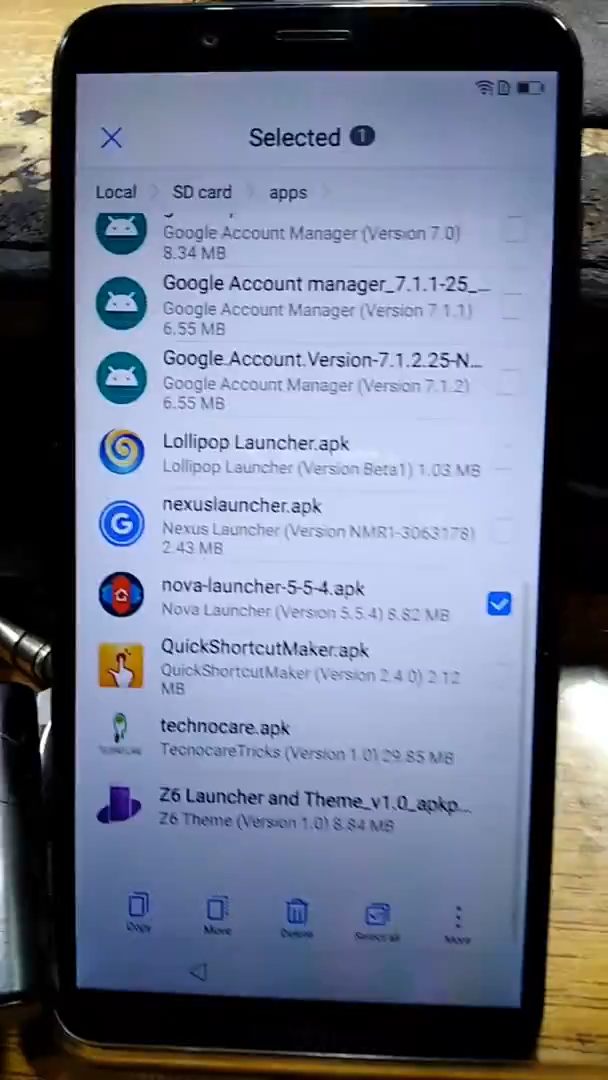 Selected 1
Local
SD card
apps
Google Account Manager (Version 7.0)
8.34 MB
Google Account manager_7.1.1-25_...
Google Account Manager (Version 7.1.1)
6.55 MB
Google.Account.Version-7.1.2.25-N...
Google Account Manager (Version 7.1.2)
6.55 MB
Lollipop Launcher.apk
Lollipop Launcher (Version Beta1) 1.03 MB
G
nexuslauncher.apk
Nexus Launcher (Version NMR1-3063178)
2.43 MB
nova-launcher-5-5-4.apk
Nova Launcher (Version 5.5.4) 8.82 MB
QuickShortcutMaker.apk
QuickShortcutMaker (Version 2.4.0) 2.12
MB
technocare.apk
TecnocareTricks (Version 1.0) 29.85 MB
Z6 Launcher and Theme_v1.0_apkp...
Z6 Theme (Version 1.0) 8.84 MB
Copy
Move
Delete
Select all
More